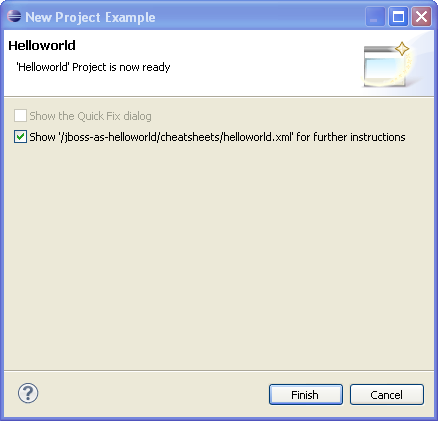 New Project Example
Helloworld
'Helloworld' Project is now ready
Show the Quick Fix dialog
Show '/jboss-as-helloworld/cheatsheets/helloworld.xml' for further instructions
?
Finish
Cancel